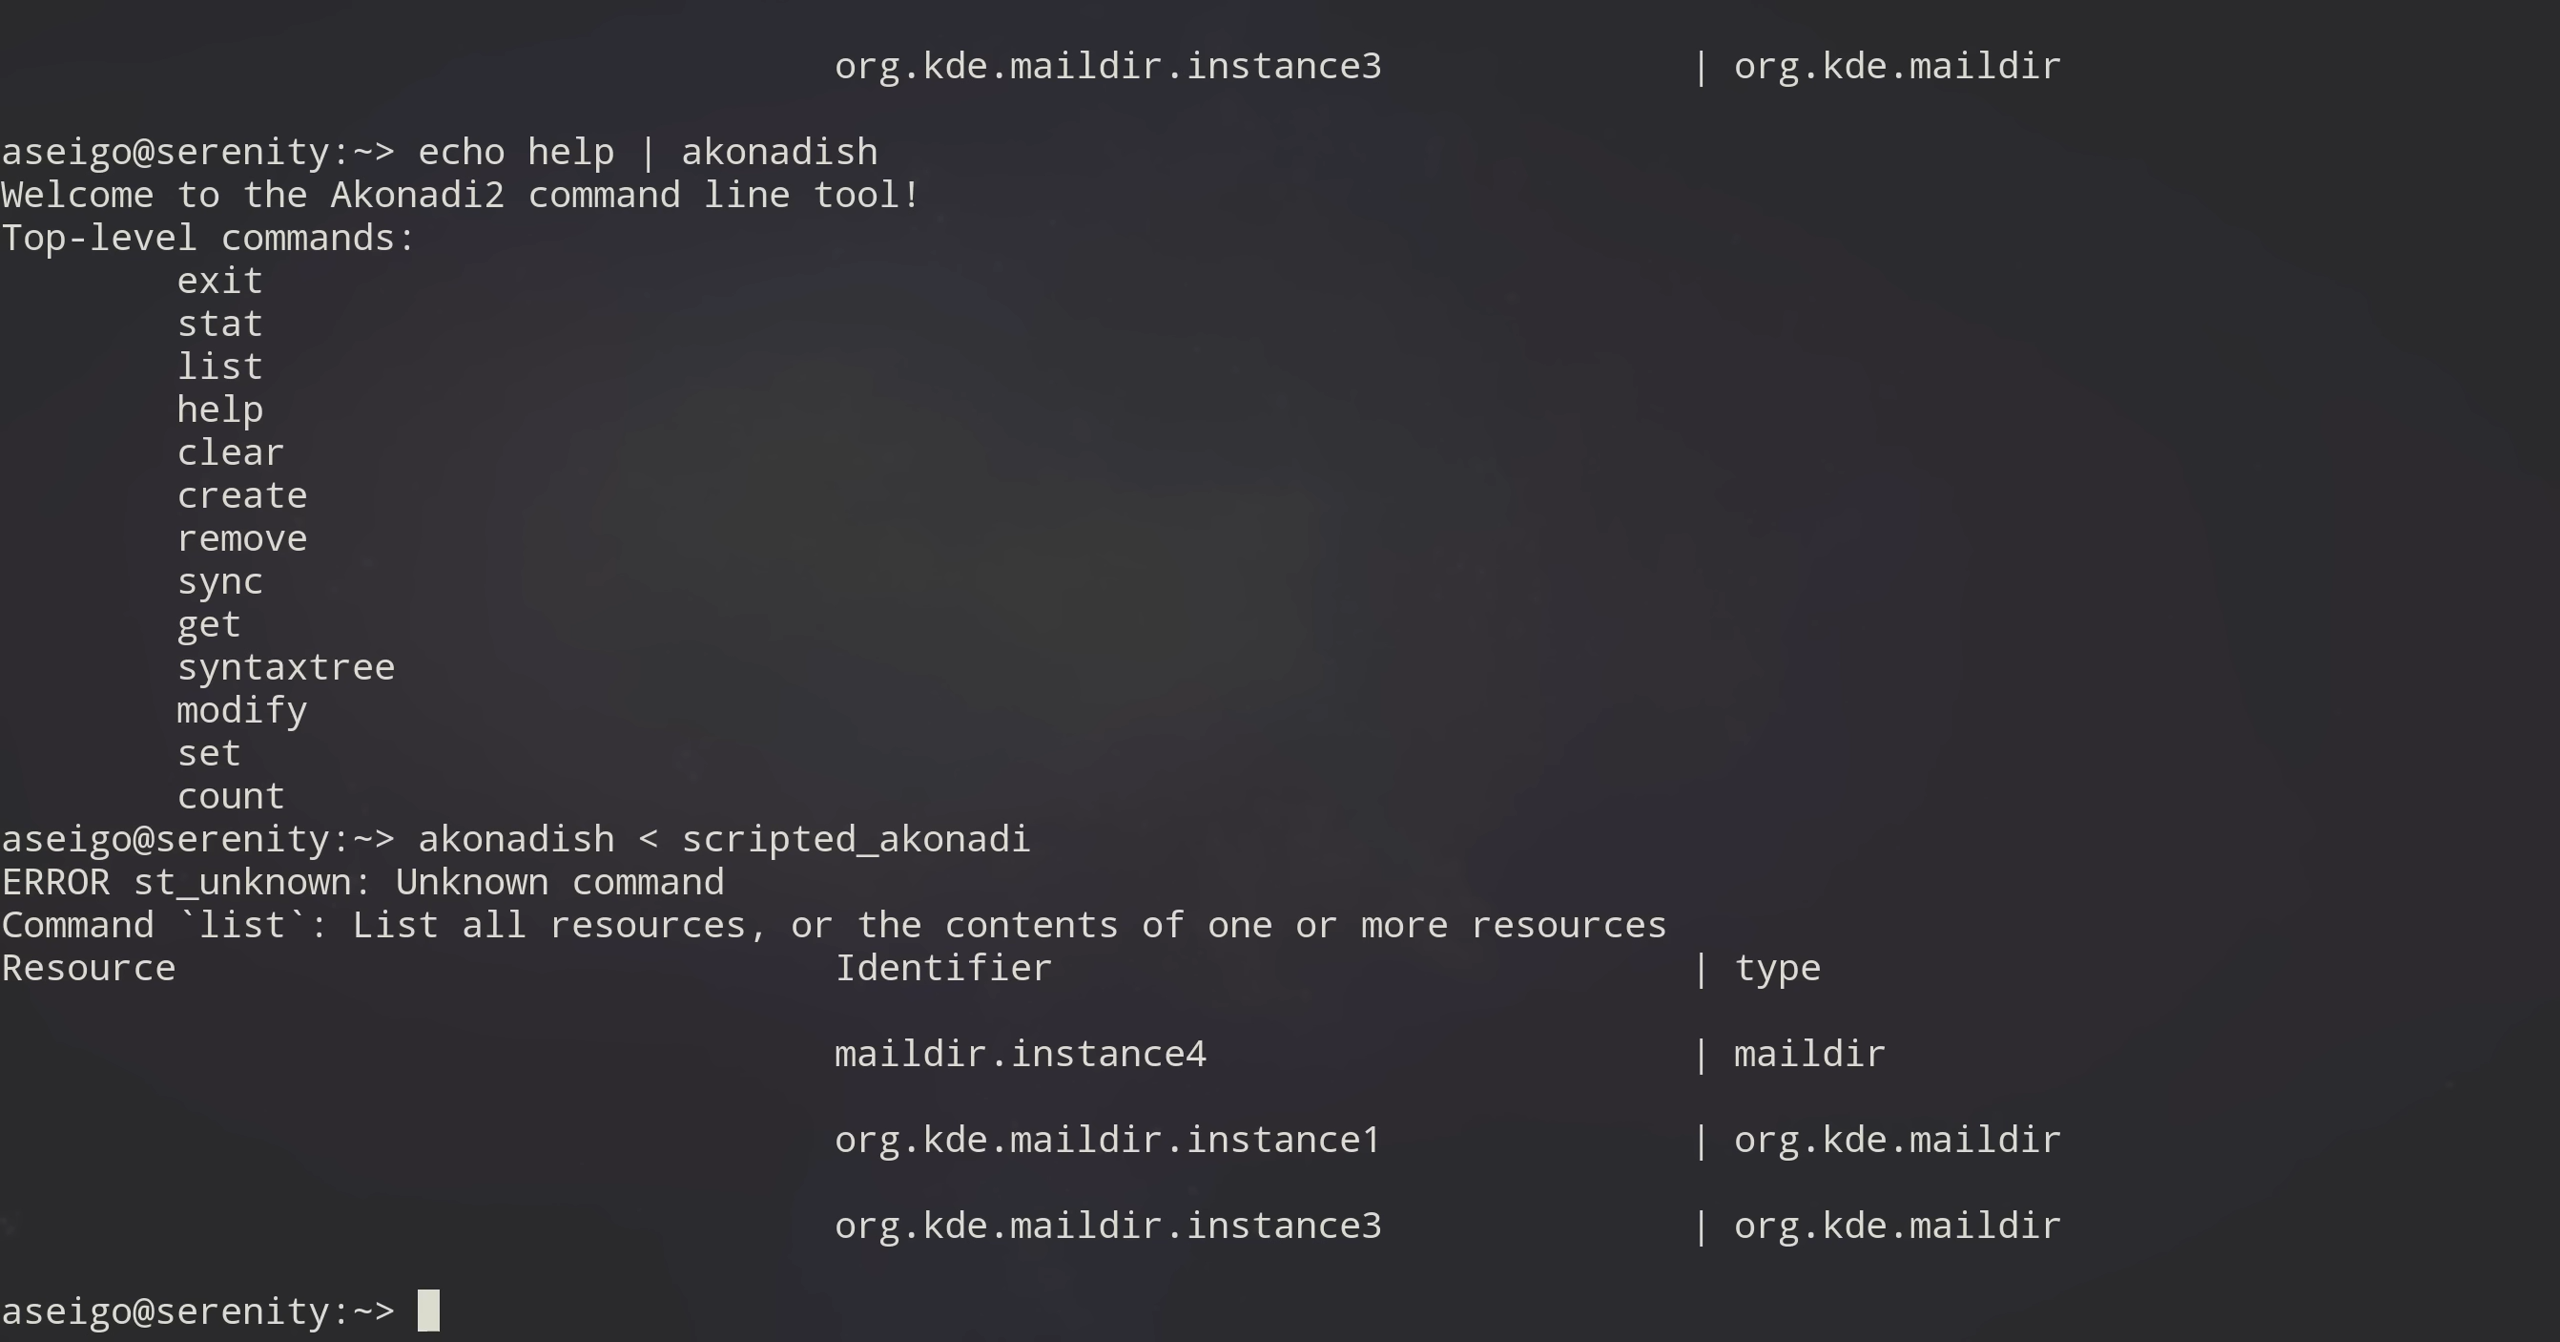 org.kde.maildir.instance3 | org.kde.maildir
aseigo@serenity:~> echo help | akonadish
Welcome to the Akonadi2 command line tool!
Top-level commands:
exit
stat
list
help
clear
create
remove
sync
get
syntaxtree
modify
set
count
aseigo@serenity:~> akonadish < scripted_akonadi
ERROR st_unknown: Unknown command
Command `list`: List all resources, or the contents of one or more resources
Resource Identifier | type
maildir.instance4 | maildir
org.kde.maildir.instance1 | org.kde.maildir
org.kde.maildir.instance3 | org.kde.maildir
aseigo@serenity:~>